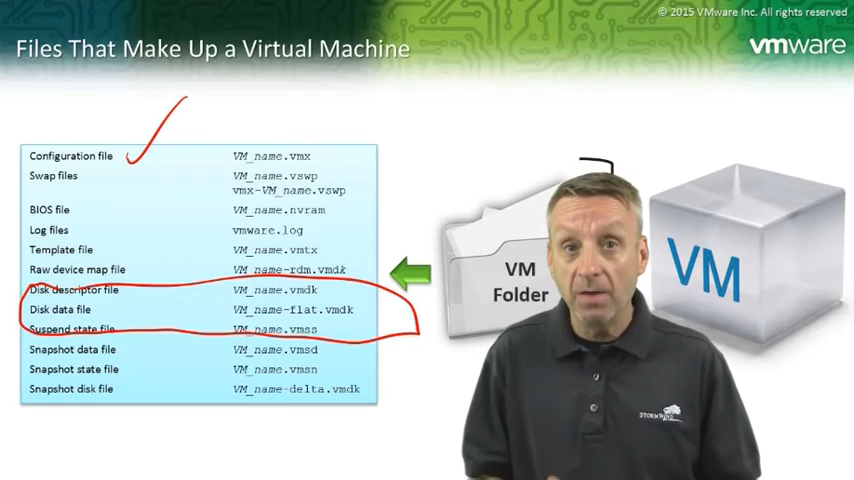 © 2015 VMware Inc. All rights reserved
Files That Make Up a Virtual Machine
vmware
Configuration file VM_name.vmx
Swap files VM_name.vswp
vmx-VM_name.vswp
BIOS file VM_name.nvram
Log files vmware.log
Template file VM_name.vmtx
Raw device map file VM_name-rdm.vmdk
Disk descriptor file VM_name.vmdk
Disk data file VM_name-flat.vmdk
Suspend state file VM_name.vmss
Snapshot data file VM_name.vmsd
Snapshot state file VM_name.vmsn
Snapshot disk file VM_name-delta.vmdk
VM
Folder
VM
STORMWIND